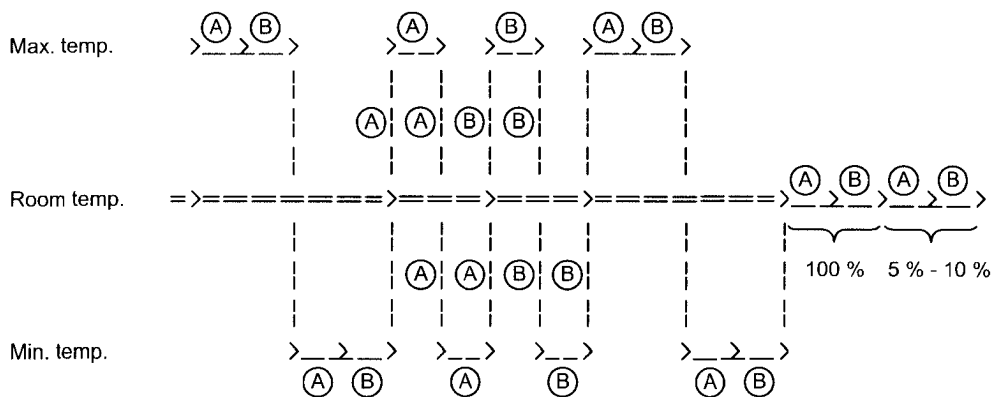 Max. temp. A B A B A B
A A B B
Room temp. A B A B
A A B B 100 % 5 % - 10 %
Min. temp.
A B A B A B